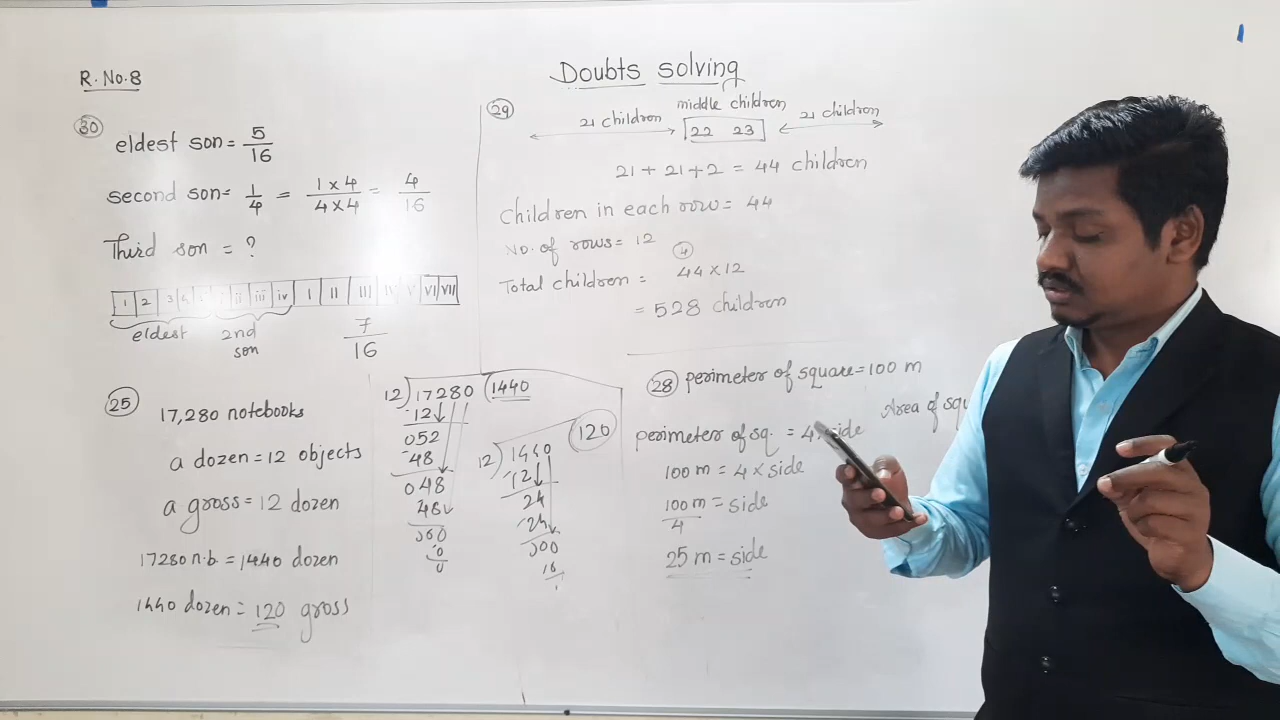 R. No. 8
Doubts solving
30
eldest son = 5/16
second son = 1/4 = 1 x 4 / 4 x 4 = 4/16
Third son = ?
1 2 3 4 5 i ii iii iv I II III IV V VI VII
eldest 2nd son
7/16
29
21 children middle children 21 children
22 23
21 + 21 + 2 = 44 children
Children in each row = 44
No. of rows = 12
4
Total children = 44 x 12
= 528 children
25
17,280 notebooks
a dozen = 12 objects
a gross = 12 dozen
17280 n.b. = 1440 dozen
1440 dozen = 120 gross
12) 17280 (1440
12
052
48
048
48
0
0
120
12) 1440
12
24
24
28
perimeter of square = 100 m
Area of squ
perimeter of sq. = 4 x side
100 m = 4 x side
100 m / 4 = side
25 m = side